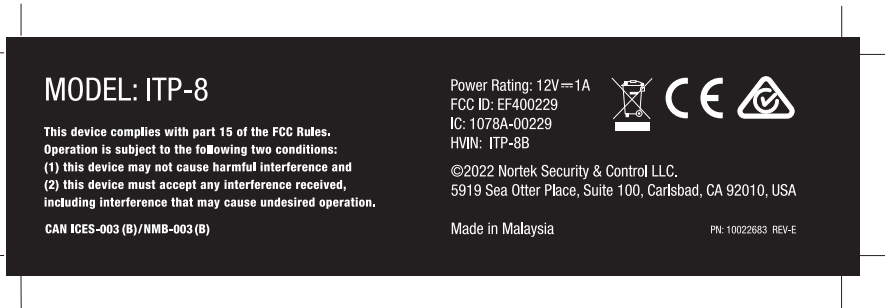 MODEL: ITP-8
This device complies with part 15 of the FCC Rules.
Operation is subject to the following two conditions:
(1) this device may not cause harmful interference and
(2) this device must accept any interference received,
including interference that may cause undesired operation.
CAN ICES-003 (B)/NMB-003 (B)
Power Rating: 12V⎓1A
FCC ID: EF400229
IC: 1078A-00229
HVIN: ITP-8B
CE
©2022 Nortek Security & Control LLC.
5919 Sea Otter Place, Suite 100, Carlsbad, CA 92010, USA
Made in Malaysia
PN: 10022683 REV-E